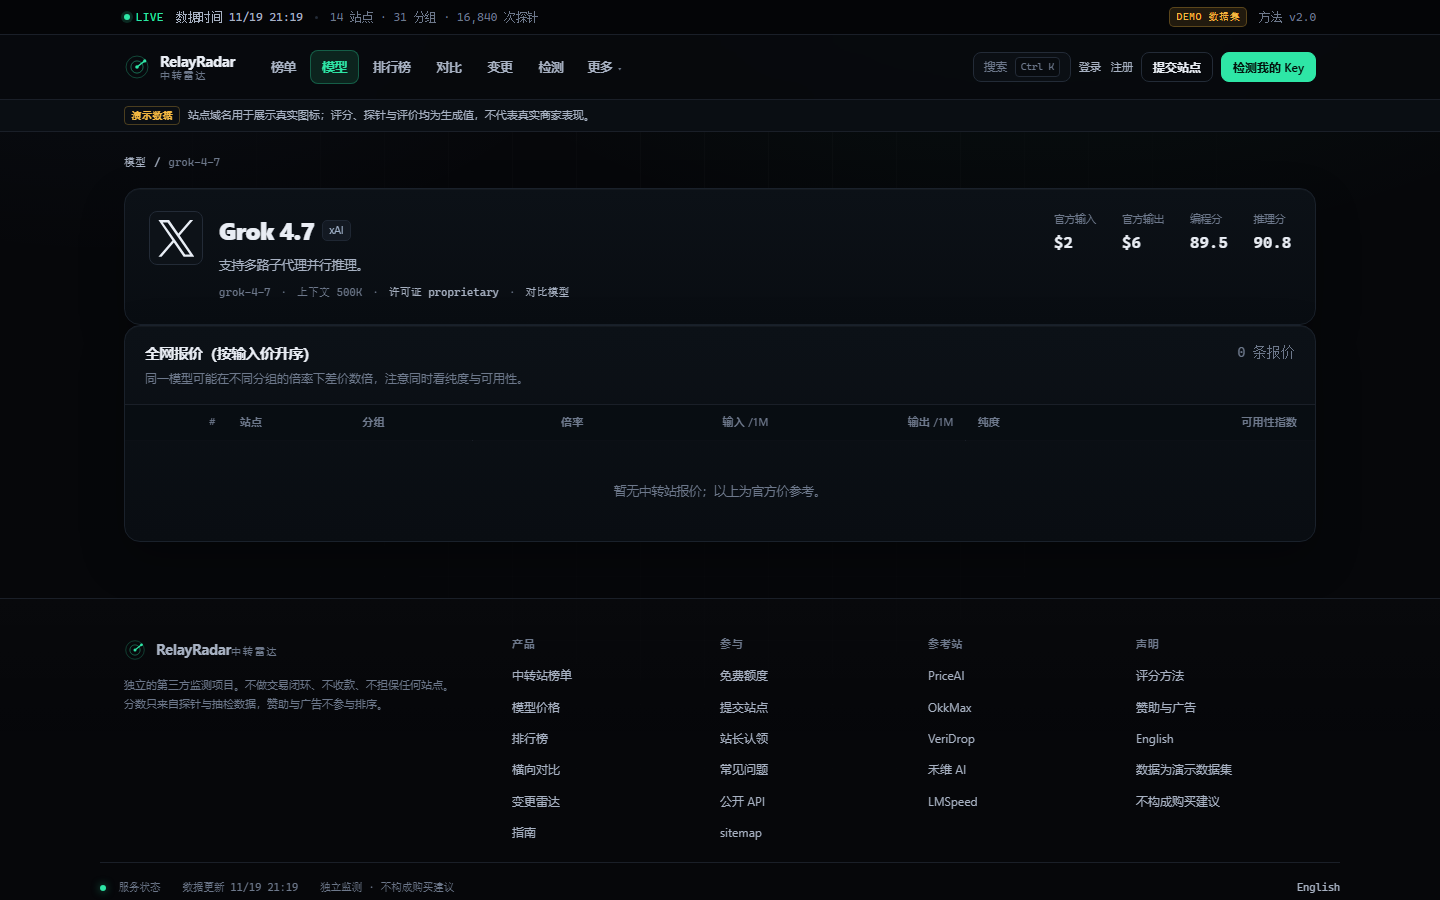 LIVE 数据时间 11/19 21:19 · 14 站点 · 31 分组 · 16,840 次探针
DEMO 数据集 方法 v2.0
RelayRadar
中转雷达
榜单 模型 排行榜 对比 变更 检测 更多
搜索 Ctrl K 登录 注册 提交站点 检测我的 Key
演示数据 站点域名用于展示真实图标；评分、探针与评价均为生成值，不代表真实商家表现。
模型 / grok-4-7
Grok 4.7 xAI
支持多路子代理并行推理。
grok-4-7 · 上下文 500K · 许可证 proprietary · 对比模型
官方输入 官方输出 编程分 推理分
$2 $6 89.5 90.8
全网报价（按输入价升序）
0 条报价
同一模型可能在不同分组的倍率下差价数倍，注意同时看纯度与可用性。
# 站点 分组 倍率 输入 /1M 输出 /1M 纯度 可用性指数
暂无中转站报价；以上为官方价参考。
RelayRadar中转雷达
独立的第三方监测项目。不做交易闭环、不收款、不担保任何站点。
分数只来自探针与抽检数据，赞助与广告不参与排序。
产品
中转站榜单
模型价格
排行榜
横向对比
变更雷达
指南
参与
免费额度
提交站点
站长认领
常见问题
公开 API
sitemap
参考站
PriceAI
OkkMax
VeriDrop
禾维 AI
LMSpeed
声明
评分方法
赞助与广告
English
数据为演示数据集
不构成购买建议
服务状态 数据更新 11/19 21:19 独立监测 · 不构成购买建议
English